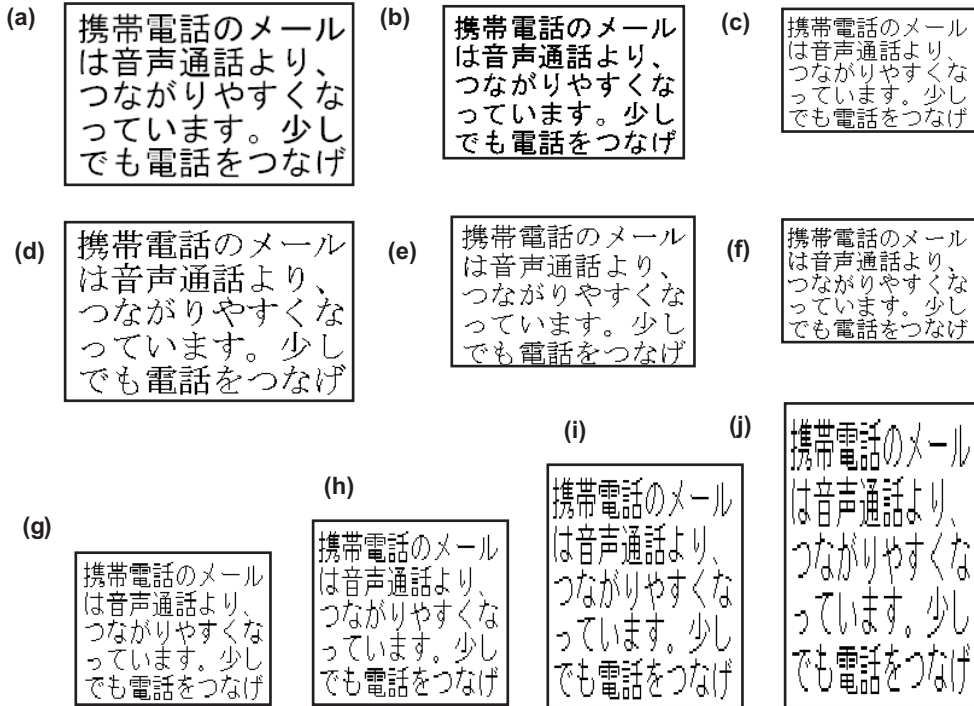 (a)
携帯電話のメール
は音声通話より、
つながりやすくな
っています。少し
でも電話をつなげ
(b)
携帯電話のメール
は音声通話より、
つながりやすくな
っています。少し
でも電話をつなげ
(c)
携帯電話のメール
は音声通話より、
つながりやすくな
っています。少し
でも電話をつなげ
(d)
携帯電話のメール
は音声通話より、
つながりやすくな
っています。少し
でも電話をつなげ
(e)
携帯電話のメール
は音声通話より、
つながりやすくな
っています。少し
でも電話をつなげ
(f)
携帯電話のメール
は音声通話より、
つながりやすくな
っています。少し
でも電話をつなげ
(g)
携帯電話のメール
は音声通話より、
つながりやすくな
っています。少し
でも電話をつなげ
(h)
携帯電話のメール
は音声通話より、
つながりやすくな
っています。少し
でも電話をつなげ
(i)
携帯電話のメール
は音声通話より、
つながりやすくな
っています。少し
でも電話をつなげ
(j)
携帯電話のメール
は音声通話より、
つながりやすくな
っています。少し
でも電話をつなげ